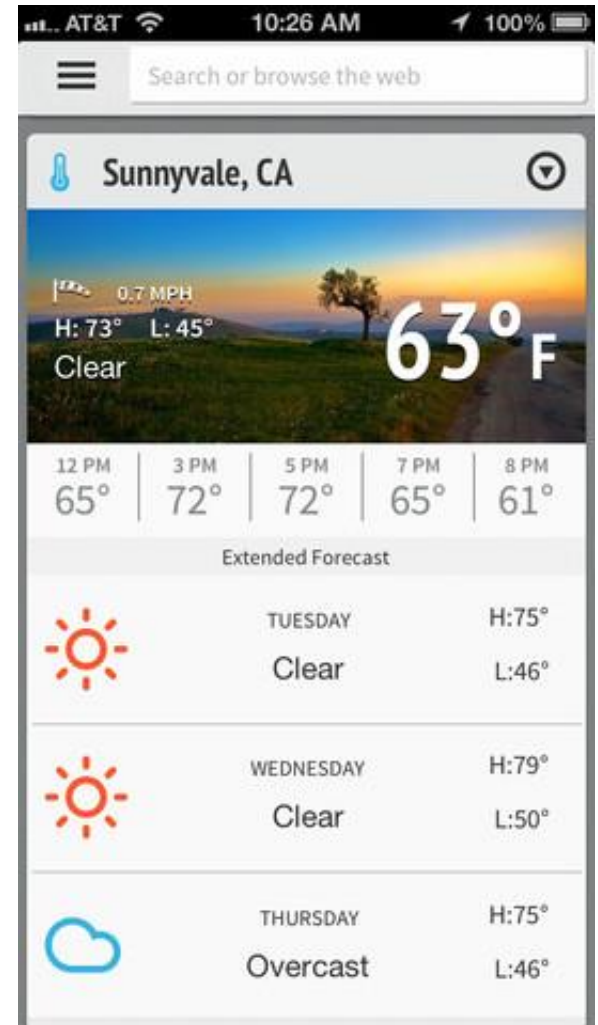 AT&T 10:26 AM 100%
Search or browse the web
Sunnyvale, CA
0.7 MPH
H: 73° L: 45°
Clear
63°F
12 PM 3 PM 5 PM 7 PM 8 PM
65° 72° 72° 65° 61°
Extended Forecast
TUESDAY
Clear
H:75°
L:46°
WEDNESDAY
Clear
H:79°
L:50°
THURSDAY
Overcast
H:75°
L:46°